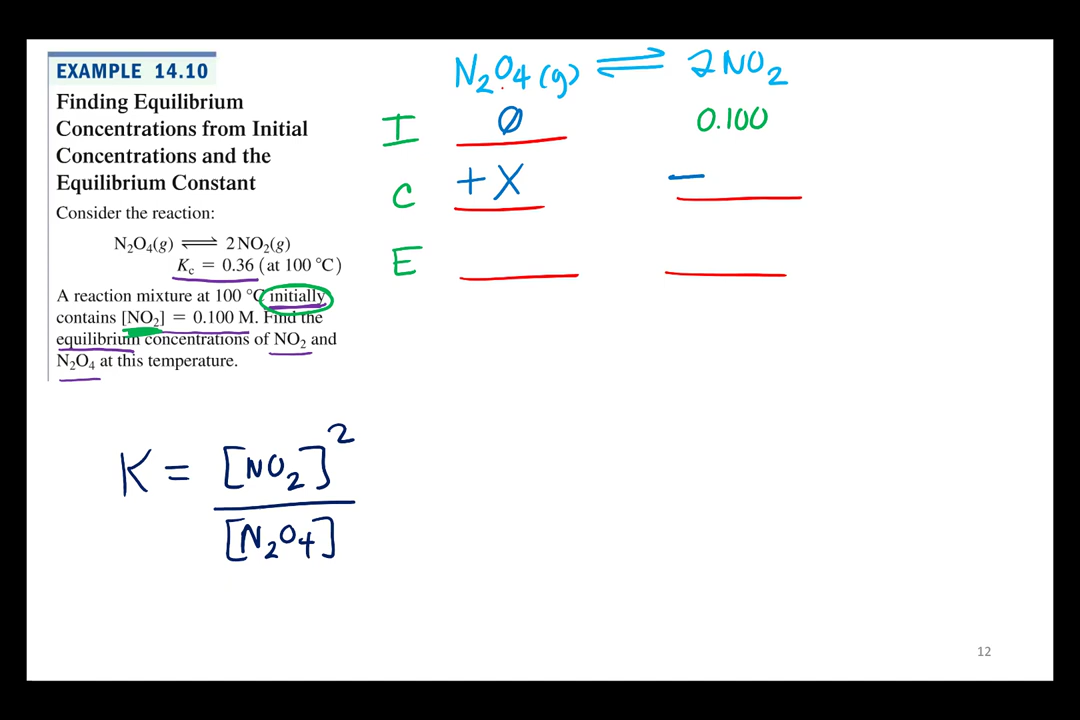 EXAMPLE 14.10
Finding Equilibrium
Concentrations from Initial
Concentrations and the
Equilibrium Constant
Consider the reaction:
N₂O₄(g) ⇌ 2 NO₂(g)
Kc = 0.36 (at 100 °C)
A reaction mixture at 100 °C initially
contains [NO₂] = 0.100 M. Find the
equilibrium concentrations of NO₂ and
N₂O₄ at this temperature.
N₂O₄(g) ⇌ 2NO₂
I 0̸ 0.100
C +X −
E
K = [NO₂]²
[N₂O₄]
12